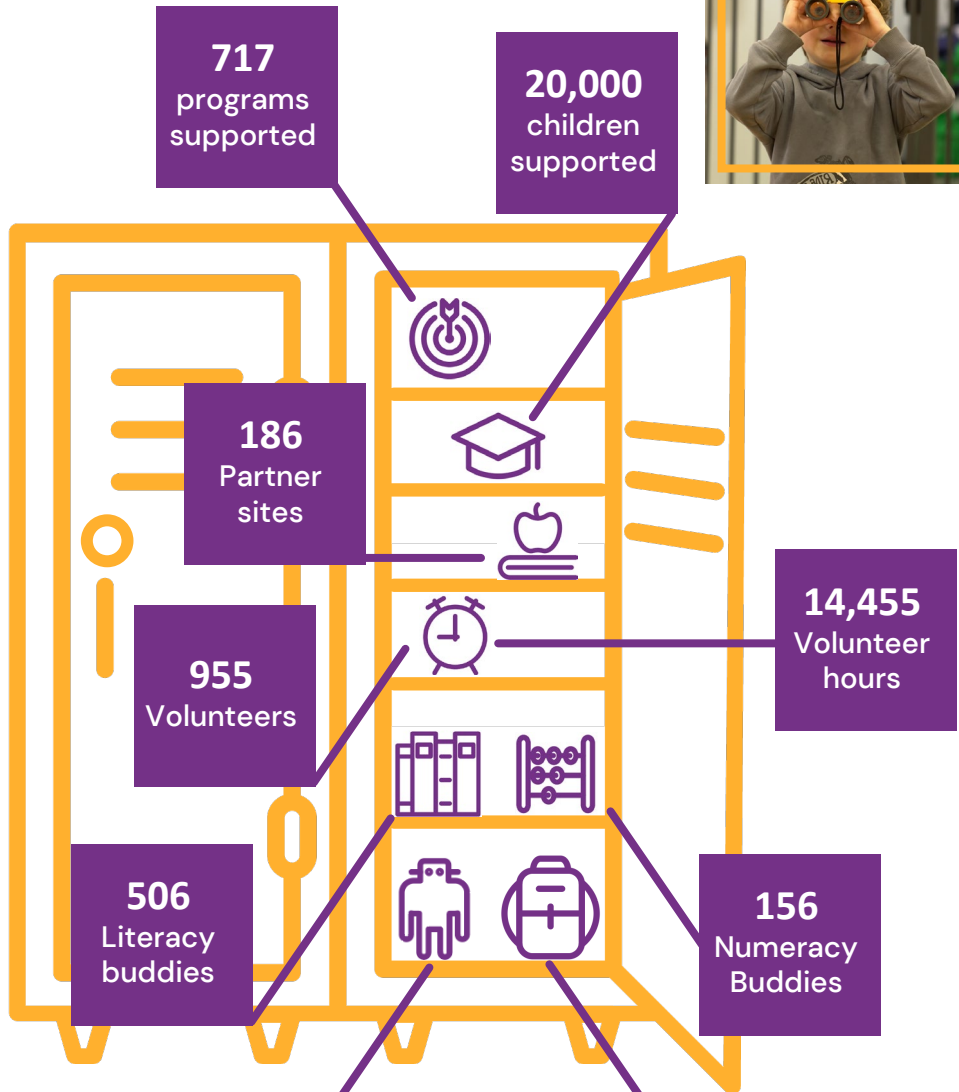 717
programs
supported
20,000
children
supported
186
Partner
sites
955
Volunteers
14,455
Volunteer
hours
506
Literacy
buddies
156
Numeracy
Buddies